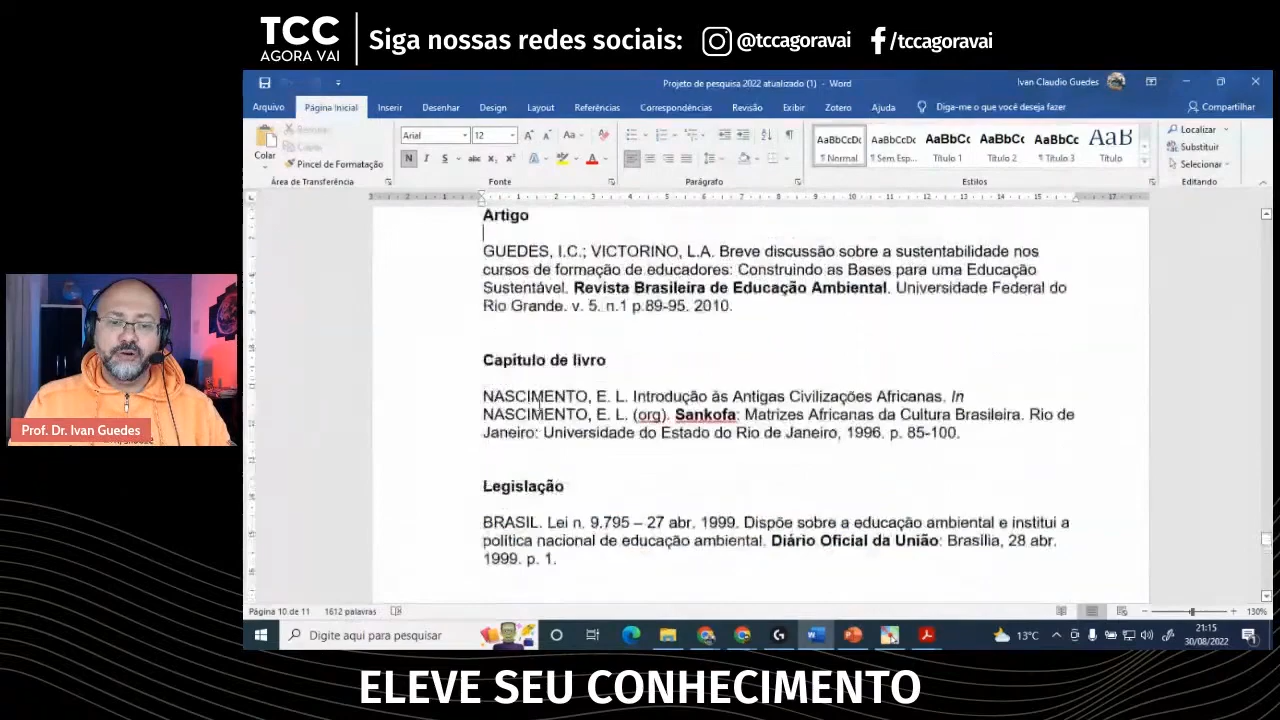 TCC
AGORA VAI
Siga nossas redes sociais:
@tccagoravai
/tccagoravai
Projeto de pesquisa 2022 atualizado (1) - Word
Ivan Claudio Guedes
Arquivo
Página Inicial
Inserir
Desenhar
Design
Layout
Referências
Correspondências
Revisão
Exibir
Zotero
Ajuda
Diga-me o que você deseja fazer
Compartilhar
Colar
Pincel de Formatação
Área de Transferência
Arial
12
Fonte
Parágrafo
AaBbCcDc
AaBbCcDc
AaBbCc
AaBbCc
AaBbCc
AaB
¶ Normal
¶ Sem Esp...
Título 1
Título 2
¶ Título 3
Título
Estilos
Localizar
Substituir
Selecionar
Editando
Artigo
GUEDES, I.C.; VICTORINO, L.A. Breve discussão sobre a sustentabilidade nos
cursos de formação de educadores: Construindo as Bases para uma Educação
Sustentável. Revista Brasileira de Educação Ambiental. Universidade Federal do
Rio Grande. v. 5. n.1 p.89-95. 2010.
Capítulo de livro
NASCIMENTO, E. L. Introdução às Antigas Civilizações Africanas. In
NASCIMENTO, E. L. (org). Sankofa: Matrizes Africanas da Cultura Brasileira. Rio de
Janeiro: Universidade do Estado do Rio de Janeiro, 1996. p. 85-100.
Legislação
BRASIL. Lei n. 9.795 – 27 abr. 1999. Dispõe sobre a educação ambiental e institui a
política nacional de educação ambiental. Diário Oficial da União: Brasília, 28 abr.
1999. p. 1.
Prof. Dr. Ivan Guedes
Página 10 de 11
1612 palavras
130%
Digite aqui para pesquisar
13°C
21:15
30/08/2022
ELEVE SEU CONHECIMENTO